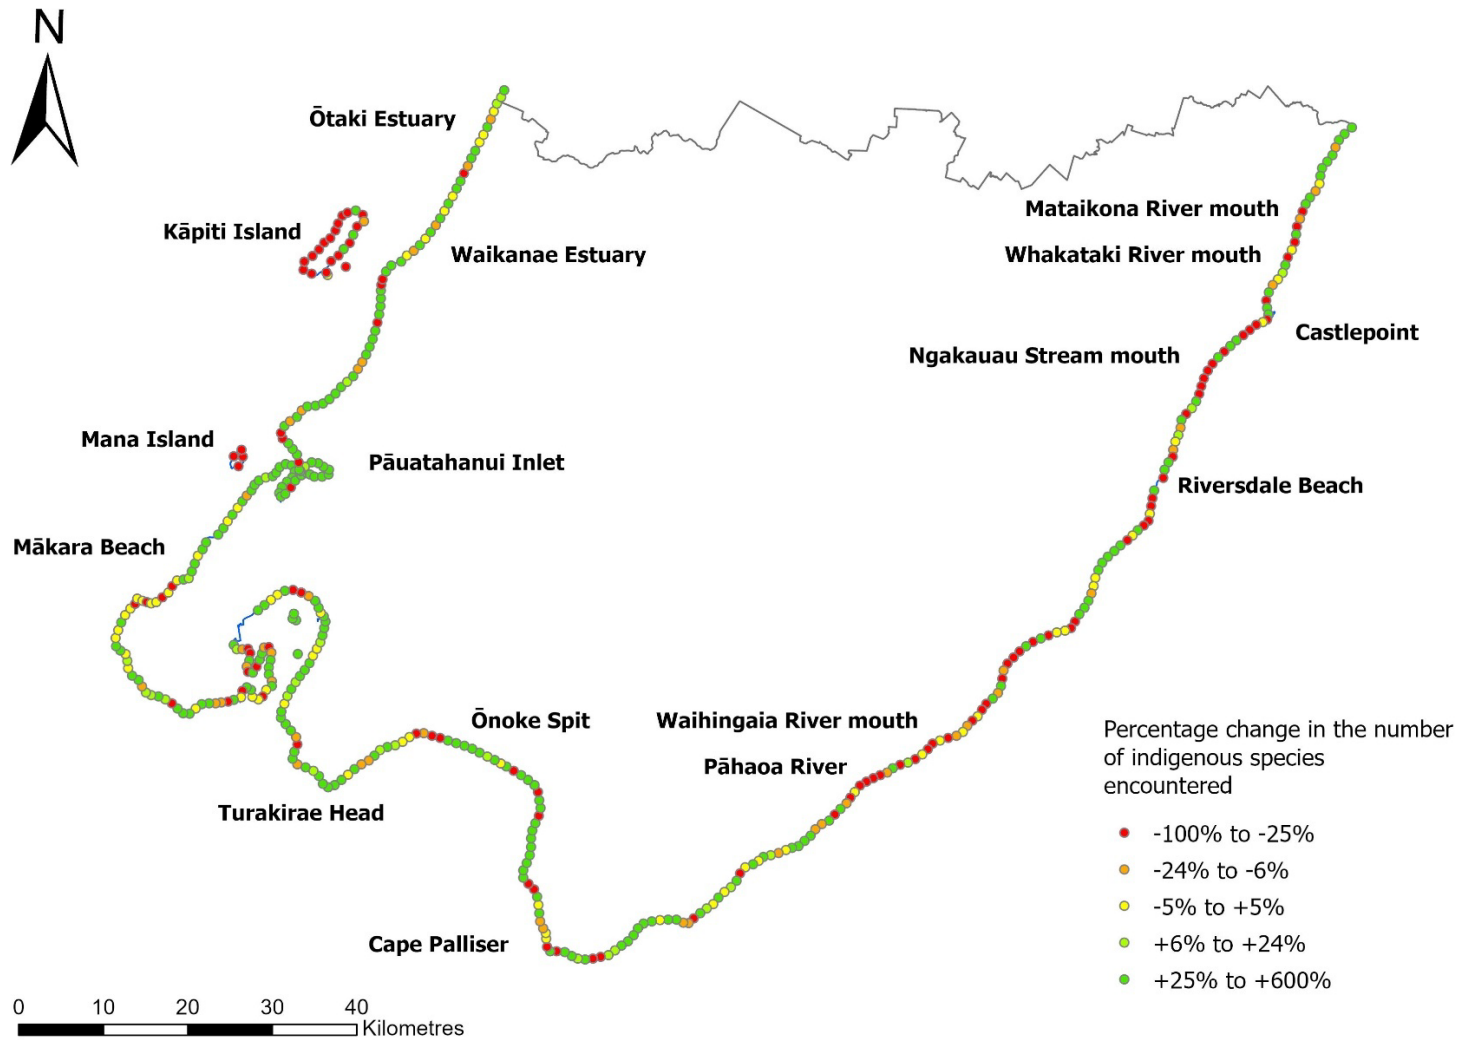 N
Ōtaki Estuary
Kāpiti Island
Mataikona River mouth
Waikanae Estuary
Whakataki River mouth
Castlepoint
Ngakauau Stream mouth
Mana Island
Pāuatahanui Inlet
Riversdale Beach
Mākara Beach
Ōnoke Spit
Waihingaia River mouth
Pāhaoa River
Turakirae Head
Cape Palliser
Percentage change in the number
of indigenous species
encountered
-100% to -25%
-24% to -6%
-5% to +5%
+6% to +24%
+25% to +600%
0 10 20 30 40
Kilometres